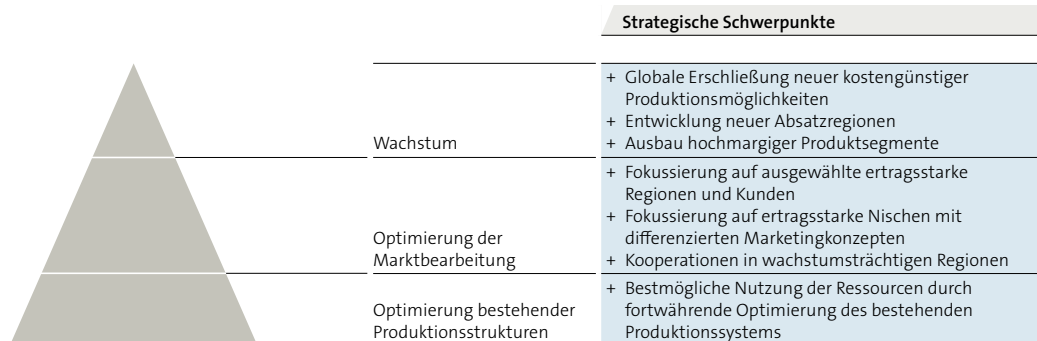 Strategische Schwerpunkte
Wachstum
+ Globale Erschließung neuer kostengünstiger
Produktionsmöglichkeiten
+ Entwicklung neuer Absatzregionen
+ Ausbau hochmargiger Produktsegmente
Optimierung der
Marktbearbeitung
+ Fokussierung auf ausgewählte ertragsstarke
Regionen und Kunden
+ Fokussierung auf ertragsstarke Nischen mit
differenzierten Marketingkonzepten
+ Kooperationen in wachstumsträchtigen Regionen
Optimierung bestehender
Produktionsstrukturen
+ Bestmögliche Nutzung der Ressourcen durch
fortwährende Optimierung des bestehenden
Produktionssystems